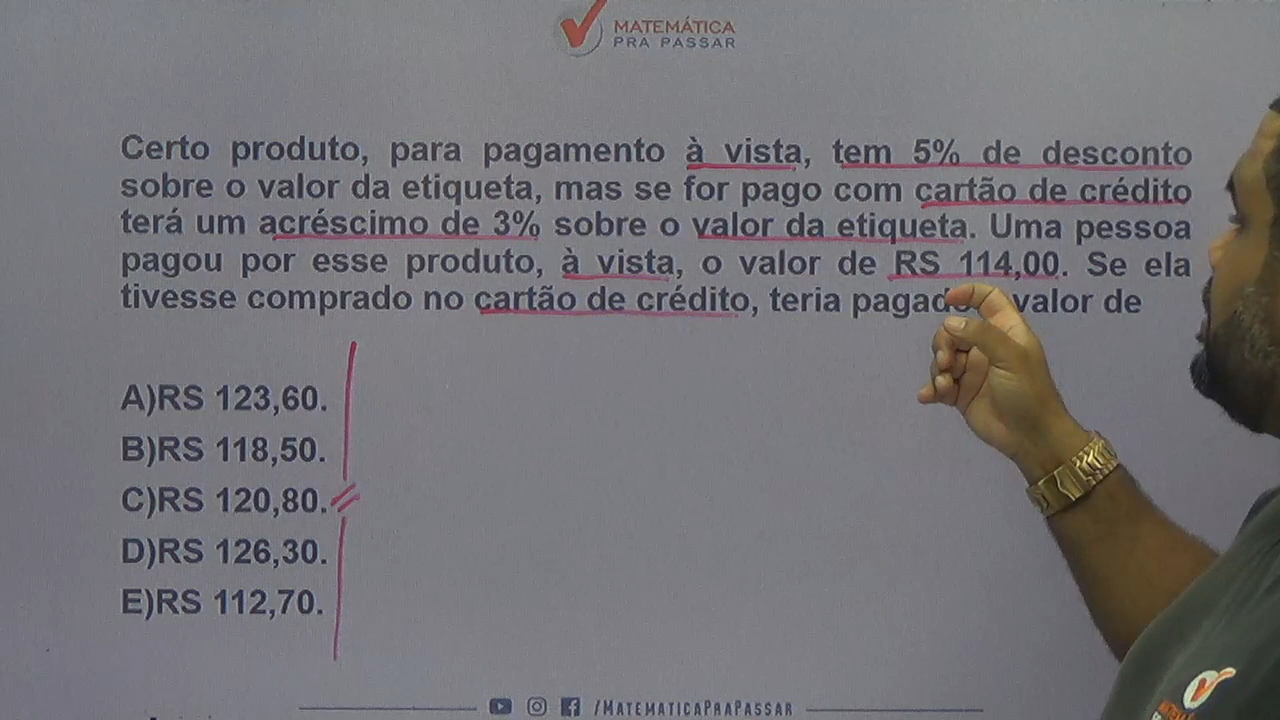 MATEMÁTICA
PRA PASSAR
Certo produto, para pagamento à vista, tem 5% de desconto
sobre o valor da etiqueta, mas se for pago com cartão de crédito
terá um acréscimo de 3% sobre o valor da etiqueta. Uma pessoa
pagou por esse produto, à vista, o valor de RS 114,00. Se ela
tivesse comprado no cartão de crédito, teria pagado valor de
A)RS 123,60.
B)RS 118,50.
C)RS 120,80.
D)RS 126,30.
E)RS 112,70.
/MATEMATICAPRAPASSAR